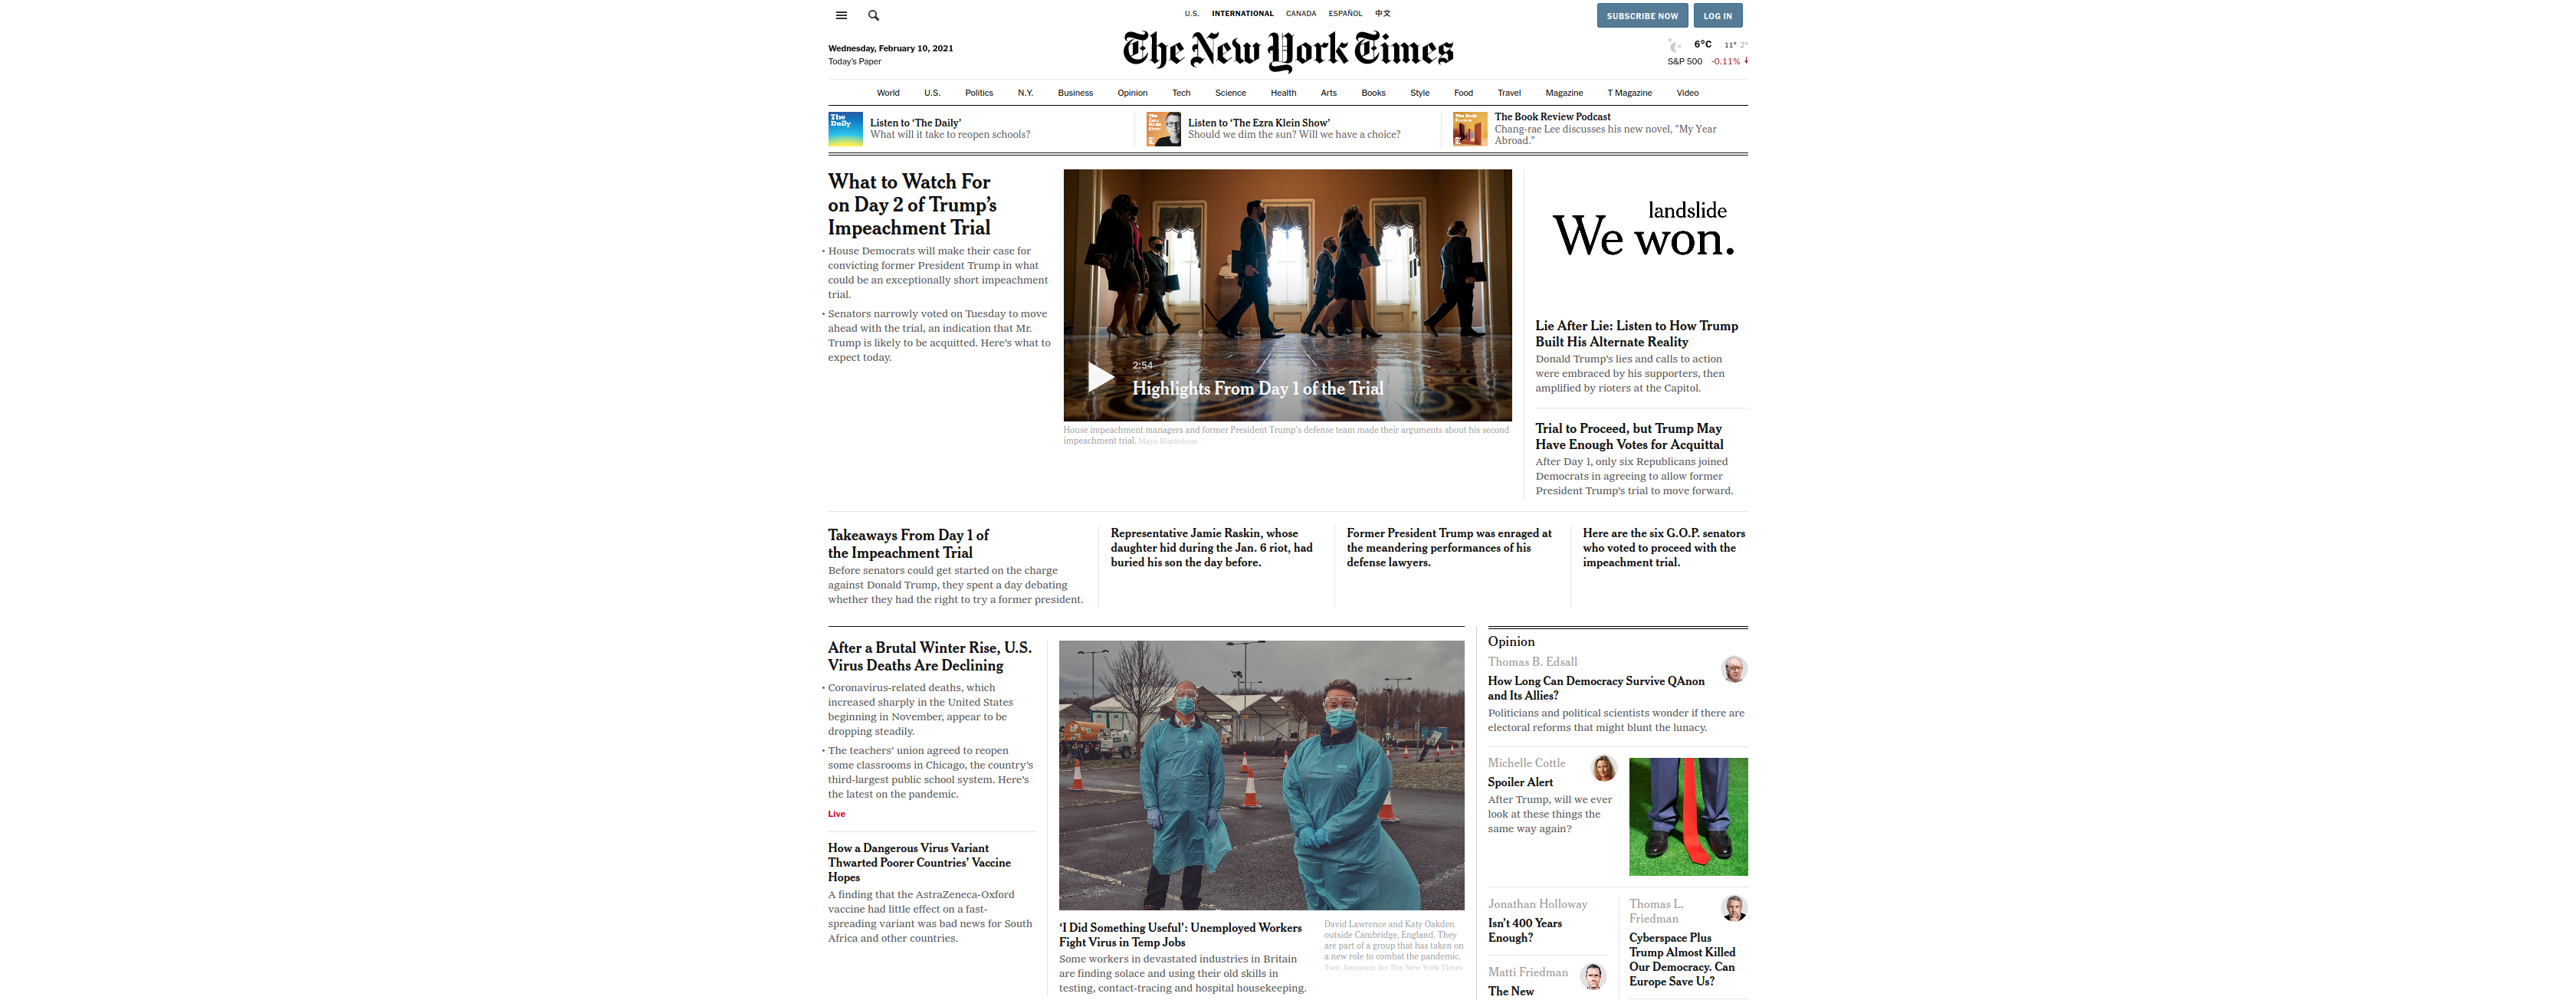 U.S. INTERNATIONAL CANADA ESPAÑOL 中文
SUBSCRIBE NOW LOG IN
Wednesday, February 10, 2021
Today's Paper
The New York Times
6°C 11° 2°
S&P 500 -0.11%
World U.S. Politics N.Y. Business Opinion Tech Science Health Arts Books Style Food Travel Magazine T Magazine Video
The
Daily
Listen to ‘The Daily’
What will it take to reopen schools?
Listen to ‘The Ezra Klein Show’
Should we dim the sun? Will we have a choice?
The Book Review Podcast
Chang-rae Lee discusses his new novel, “My Year
Abroad.”
What to Watch For
on Day 2 of Trump’s
Impeachment Trial
• House Democrats will make their case for
convicting former President Trump in what
could be an exceptionally short impeachment
trial.
• Senators narrowly voted on Tuesday to move
ahead with the trial, an indication that Mr.
Trump is likely to be acquitted. Here’s what to
expect today.
2:54
Highlights From Day 1 of the Trial
House impeachment managers and former President Trump’s defense team made their arguments about his second
impeachment trial. Maya Blackstone
landslide
We won.
Lie After Lie: Listen to How Trump
Built His Alternate Reality
Donald Trump’s lies and calls to action
were embraced by his supporters, then
amplified by rioters at the Capitol.
Trial to Proceed, but Trump May
Have Enough Votes for Acquittal
After Day 1, only six Republicans joined
Democrats in agreeing to allow former
President Trump’s trial to move forward.
Takeaways From Day 1 of
the Impeachment Trial
Before senators could get started on the charge
against Donald Trump, they spent a day debating
whether they had the right to try a former president.
Representative Jamie Raskin, whose
daughter hid during the Jan. 6 riot, had
buried his son the day before.
Former President Trump was enraged at
the meandering performances of his
defense lawyers.
Here are the six G.O.P. senators
who voted to proceed with the
impeachment trial.
After a Brutal Winter Rise, U.S.
Virus Deaths Are Declining
• Coronavirus-related deaths, which
increased sharply in the United States
beginning in November, appear to be
dropping steadily.
• The teachers’ union agreed to reopen
some classrooms in Chicago, the country’s
third-largest public school system. Here’s
the latest on the pandemic.
Live
How a Dangerous Virus Variant
Thwarted Poorer Countries’ Vaccine
Hopes
A finding that the AstraZeneca-Oxford
vaccine had little effect on a fast-
spreading variant was bad news for South
Africa and other countries.
‘I Did Something Useful’: Unemployed Workers
Fight Virus in Temp Jobs
Some workers in devastated industries in Britain
are finding solace and using their old skills in
testing, contact-tracing and hospital housekeeping.
David Lawrence and Katy Oakden
outside Cambridge, England. They
are part of a group that has taken on
a new role to combat the pandemic.
Tom Jamieson for The New York Times
Opinion
Thomas B. Edsall
How Long Can Democracy Survive QAnon
and Its Allies?
Politicians and political scientists wonder if there are
electoral reforms that might blunt the lunacy.
Michelle Cottle
Spoiler Alert
After Trump, will we ever
look at these things the
same way again?
Jonathan Holloway
Isn’t 400 Years
Enough?
Matti Friedman
The New
Thomas L.
Friedman
Cyberspace Plus
Trump Almost Killed
Our Democracy. Can
Europe Save Us?